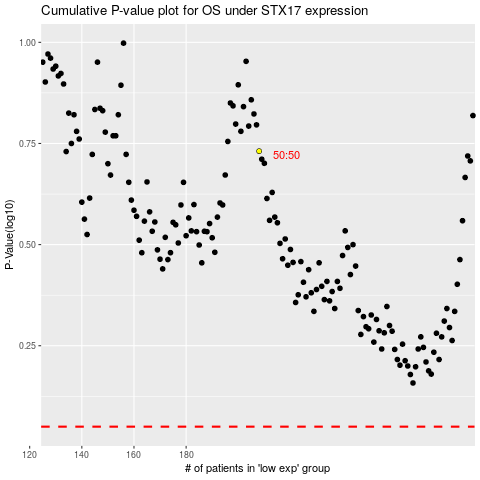 Cumulative P-value plot for OS under STX17 expression
1.00
0.75
0.50
0.25
P-Value(log10)
50:50
120 140 160 180
# of patients in 'low exp' group